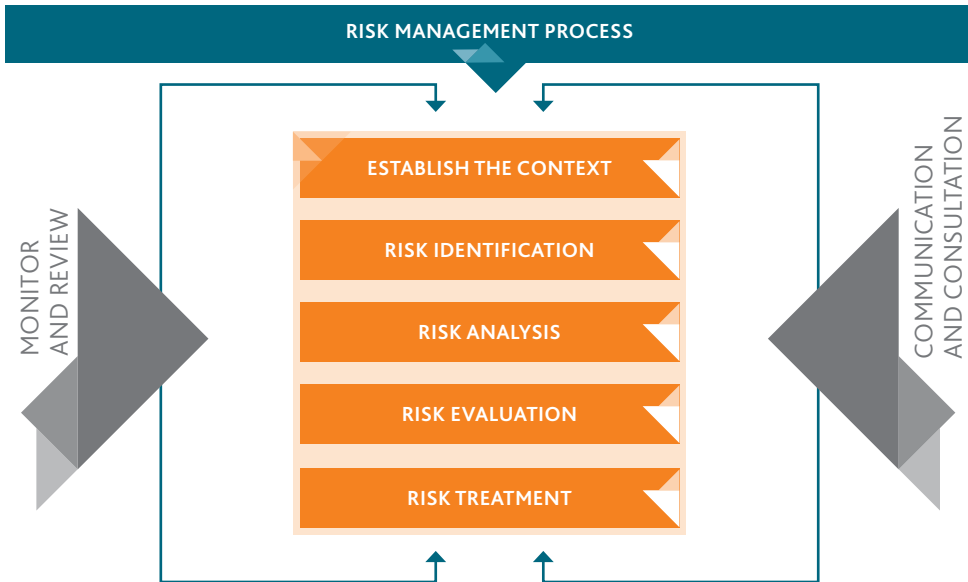 RISK MANAGEMENT PROCESS
MONITOR
AND REVIEW
ESTABLISH THE CONTEXT
RISK IDENTIFICATION
RISK ANALYSIS
RISK EVALUATION
RISK TREATMENT
COMMUNICATION
AND CONSULTATION